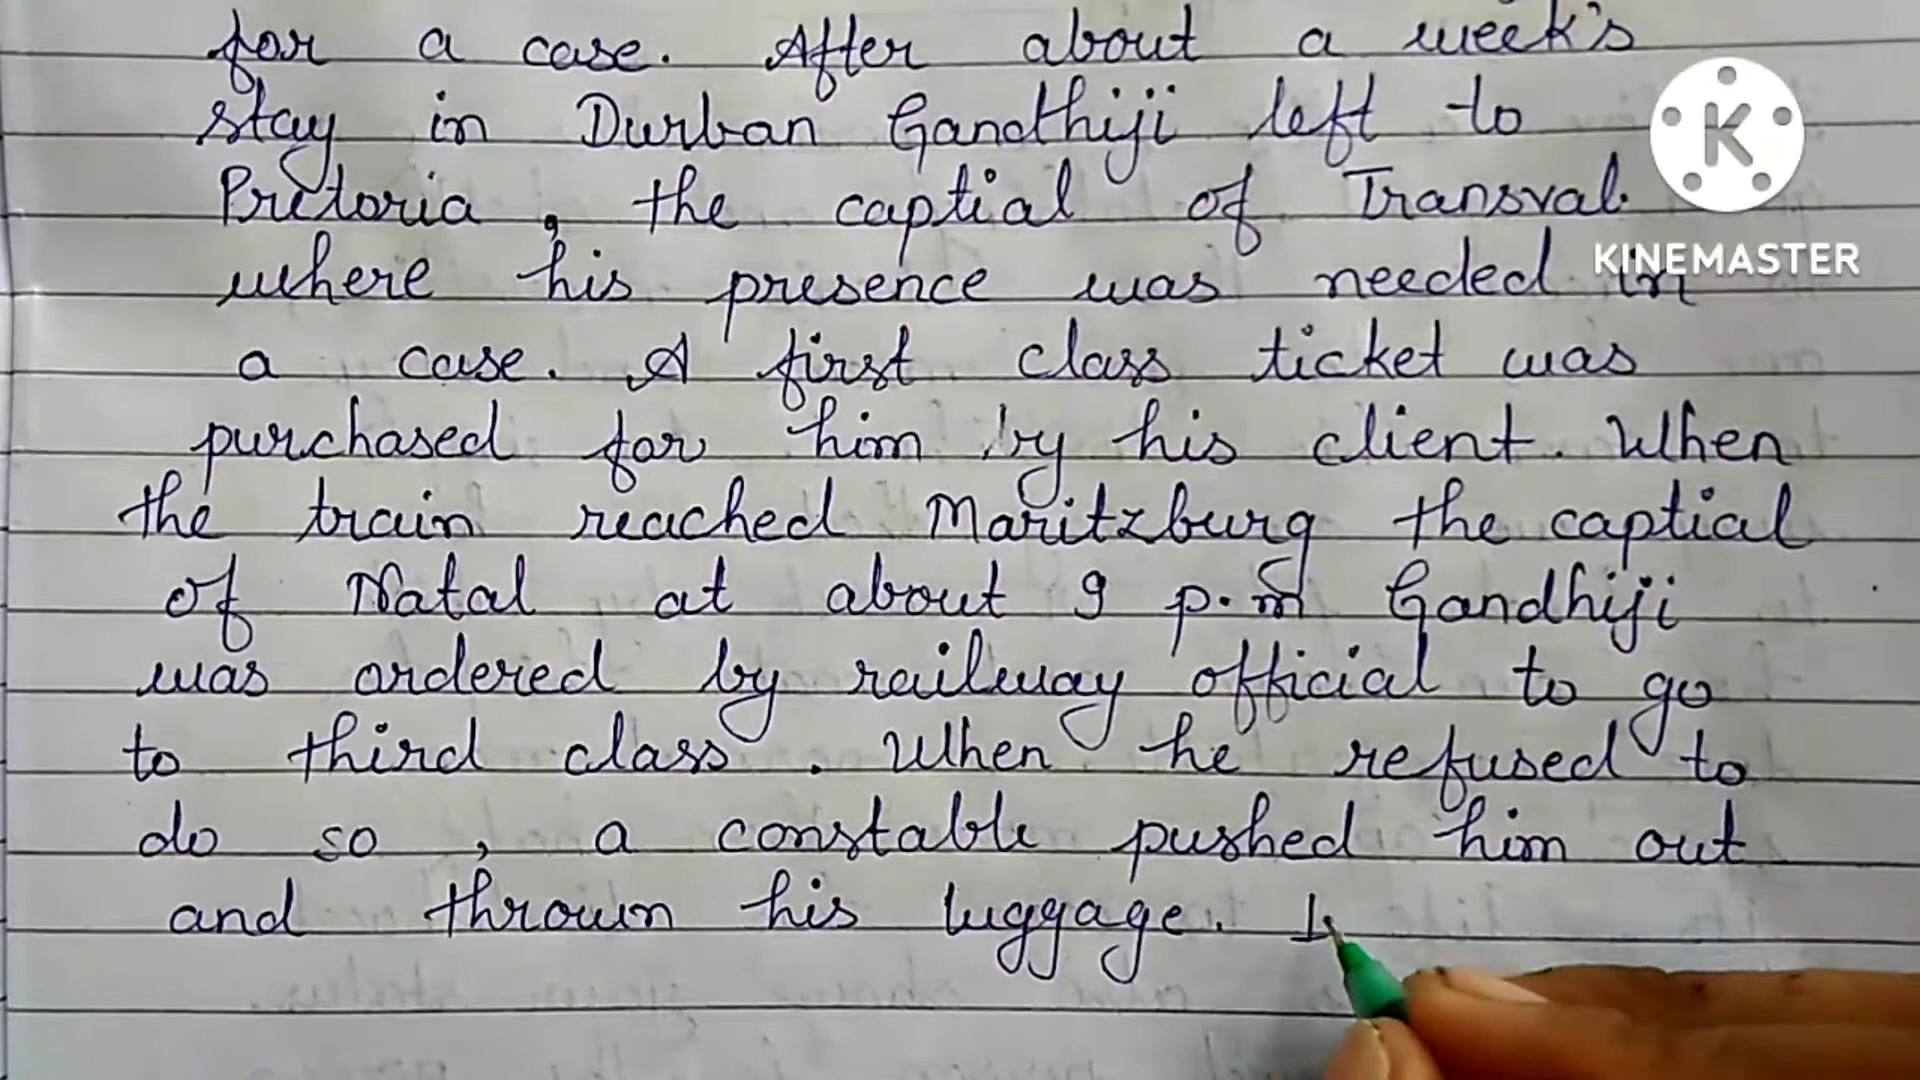 for a case. After about a week's
stay in Durban Gandhiji left to
Pretoria, the captial of Transval.
where his presence was needed in
a case. A first class ticket was
purchased for him by his client. When
the train reached Maritzburg the captial
of Natal at about 9 p.m Gandhiji
was ordered by railway official to go
to third class. When he refused to
do so, a constable pushed him out
and thrown his luggage.
K
KINEMASTER